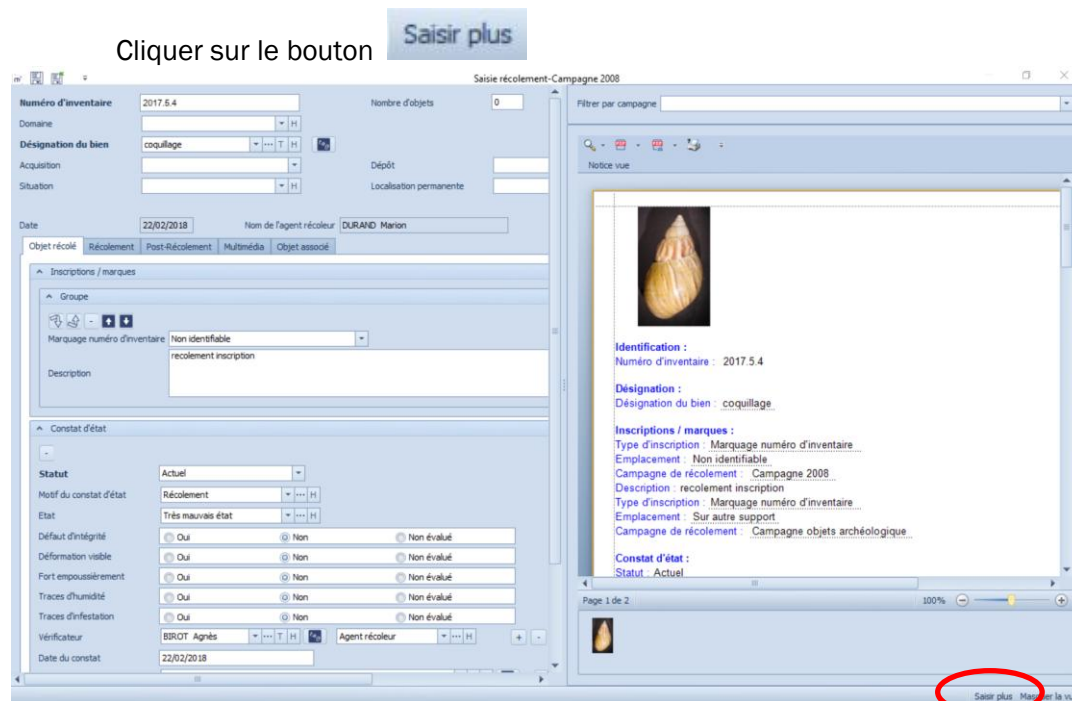 Cliquer sur le bouton Saisir plus
Saisie récolement-Campagne 2008
Numéro d'inventaire 2017.5.4 Nombre d'objets 0
Domaine H
Désignation du bien coquillage ... T H
Acquisition Dépôt
Situation H Localisation permanente
Date 22/02/2018 Nom de l'agent récoleur DURAND Marion
Objet récolé Récolement Post-Récolement Multimédia Objet associé
Inscriptions / marques
Groupe
Marquage numéro d'inventaire Non identifiable
Description recolement inscription
Constat d'état
Statut Actuel
Motif du constat d'état Récolement ... H
Etat Très mauvais état ... H
Défaut d'intégrité Oui Non Non évalué
Déformation visible Oui Non Non évalué
Fort empoussièrement Oui Non Non évalué
Traces d'humidité Oui Non Non évalué
Traces d'infestation Oui Non Non évalué
Vérificateur BIROT Agnès ... T H Agent récoleur ... H + -
Date du constat 22/02/2018
Filtrer par campagne
Notice vue
Identification :
Numéro d'inventaire : 2017.5.4
Désignation :
Désignation du bien : coquillage
Inscriptions / marques :
Type d'inscription : Marquage numéro d'inventaire
Emplacement : Non identifiable
Campagne de récolement : Campagne 2008
Description : recolement inscription
Type d'inscription : Marquage numéro d'inventaire
Emplacement : Sur autre support
Campagne de récolement : Campagne objets archéologique
Constat d'état :
Statut : Actuel
Page 1 de 2 100%
Saisir plus Masquer la vu